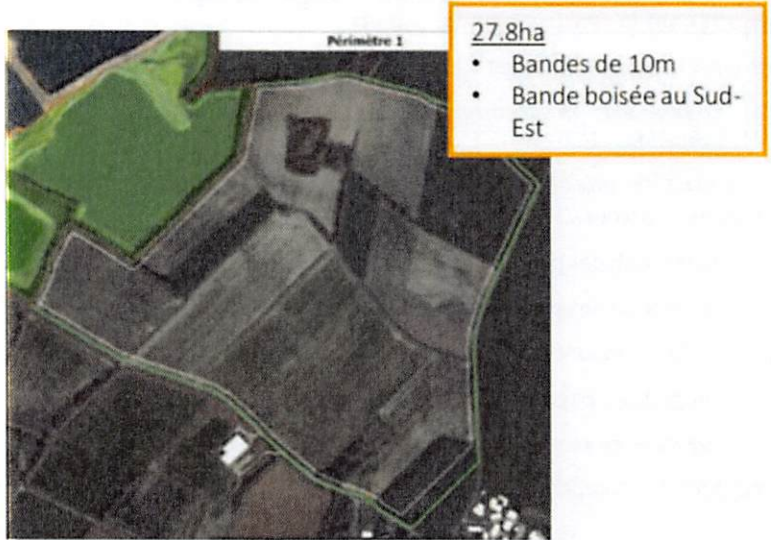 Périmètre 1
27.8ha
• Bandes de 10m
• Bande boisée au Sud-
Est